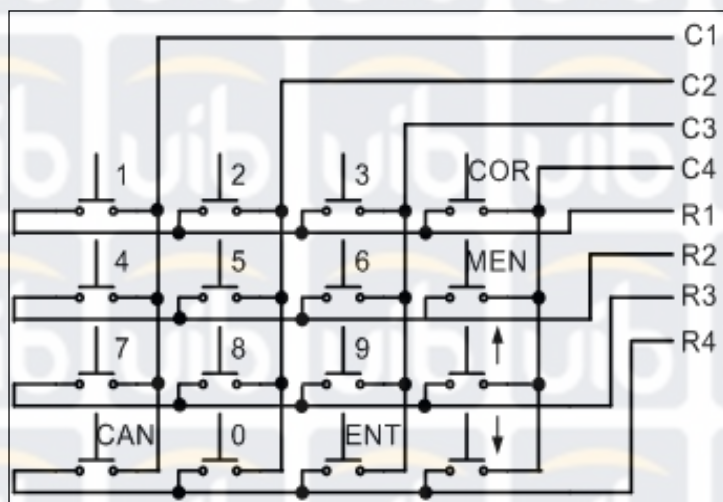 C1
C2
C3
1 2 3 COR C4
R1
4 5 6 MEN R2
R3
7 8 9 ↑ R4
CAN 0 ENT ↓
uib